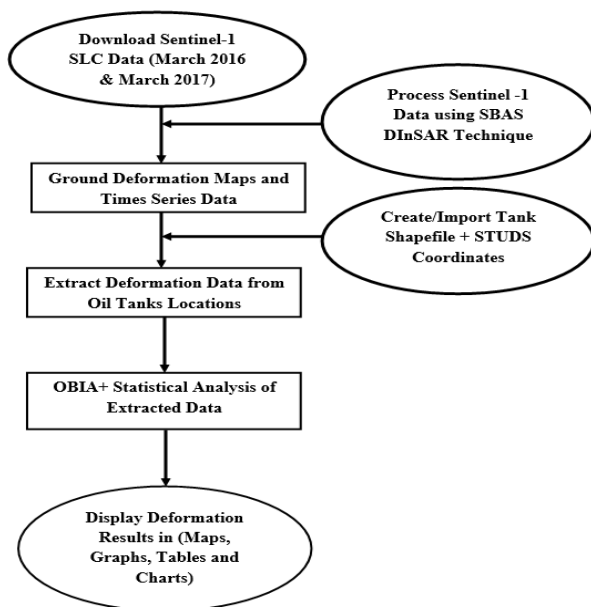 Download Sentinel-1
SLC Data (March 2016
& March 2017)
Process Sentinel -1
Data using SBAS
DInSAR Technique
Ground Deformation Maps and
Times Series Data
Create/Import Tank
Shapefile + STUDS
Coordinates
Extract Deformation Data from
Oil Tanks Locations
OBIA+ Statistical Analysis of
Extracted Data
Display Deformation
Results in (Maps,
Graphs, Tables and
Charts)